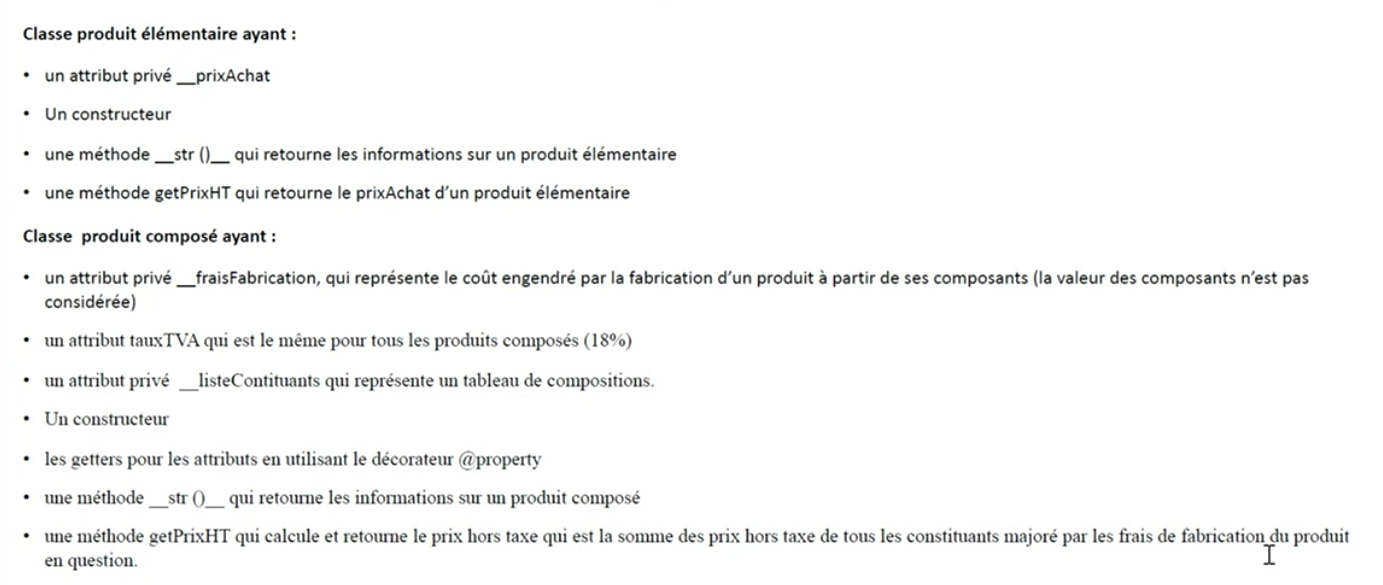 Classe produit élémentaire ayant :
• un attribut privé __prixAchat
• Un constructeur
• une méthode __str ()__ qui retourne les informations sur un produit élémentaire
• une méthode getPrixHT qui retourne le prixAchat d’un produit élémentaire
Classe  produit composé ayant :
• un attribut privé __fraisFabrication, qui représente le coût engendré par la fabrication d’un produit à partir de ses composants (la valeur des composants n’est pas
considérée)
• un attribut tauxTVA qui est le même pour tous les produits composés (18%)
• un attribut privé  __listeContituants qui représente un tableau de compositions.
• Un constructeur
• les getters pour les attributs en utilisant le décorateur @property
• une méthode __str ()__ qui retourne les informations sur un produit composé
• une méthode getPrixHT qui calcule et retourne le prix hors taxe qui est la somme des prix hors taxe de tous les constituants majoré par les frais de fabrication du produit
en question.